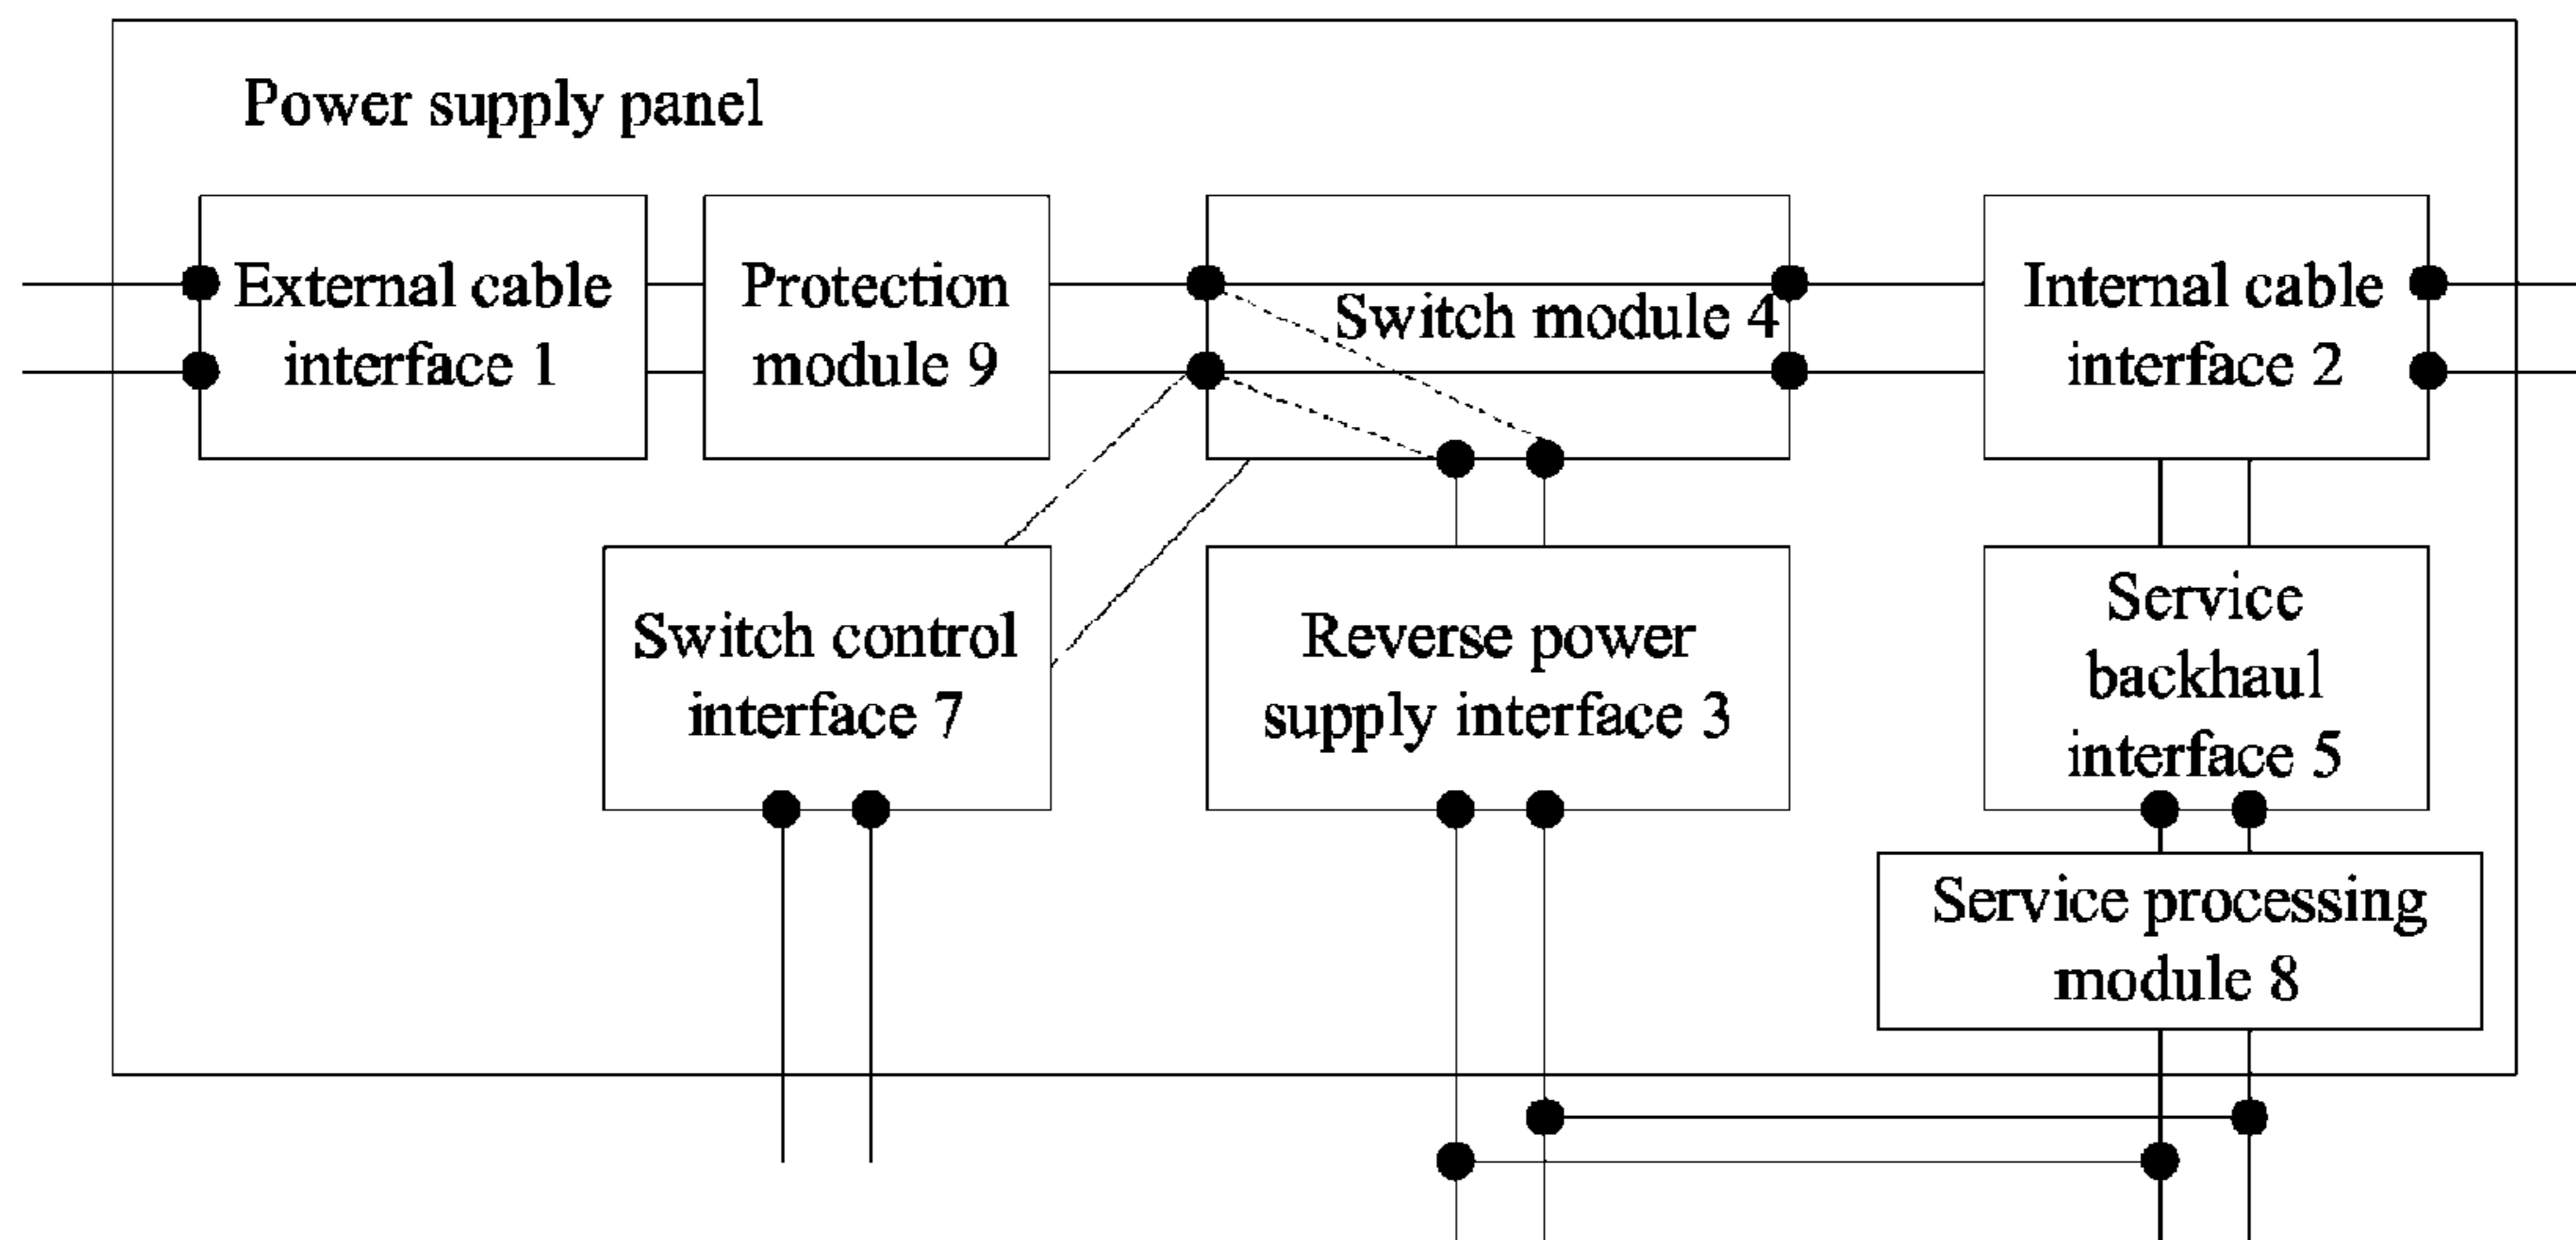 Power supply panel
External cable
interface 1
Protection
module 9
Switch module 4
Internal cable
interface 2
Switch control
interface 7
Reverse power
supply interface 3
Service
backhaul
interface 5
Service processing
module 8